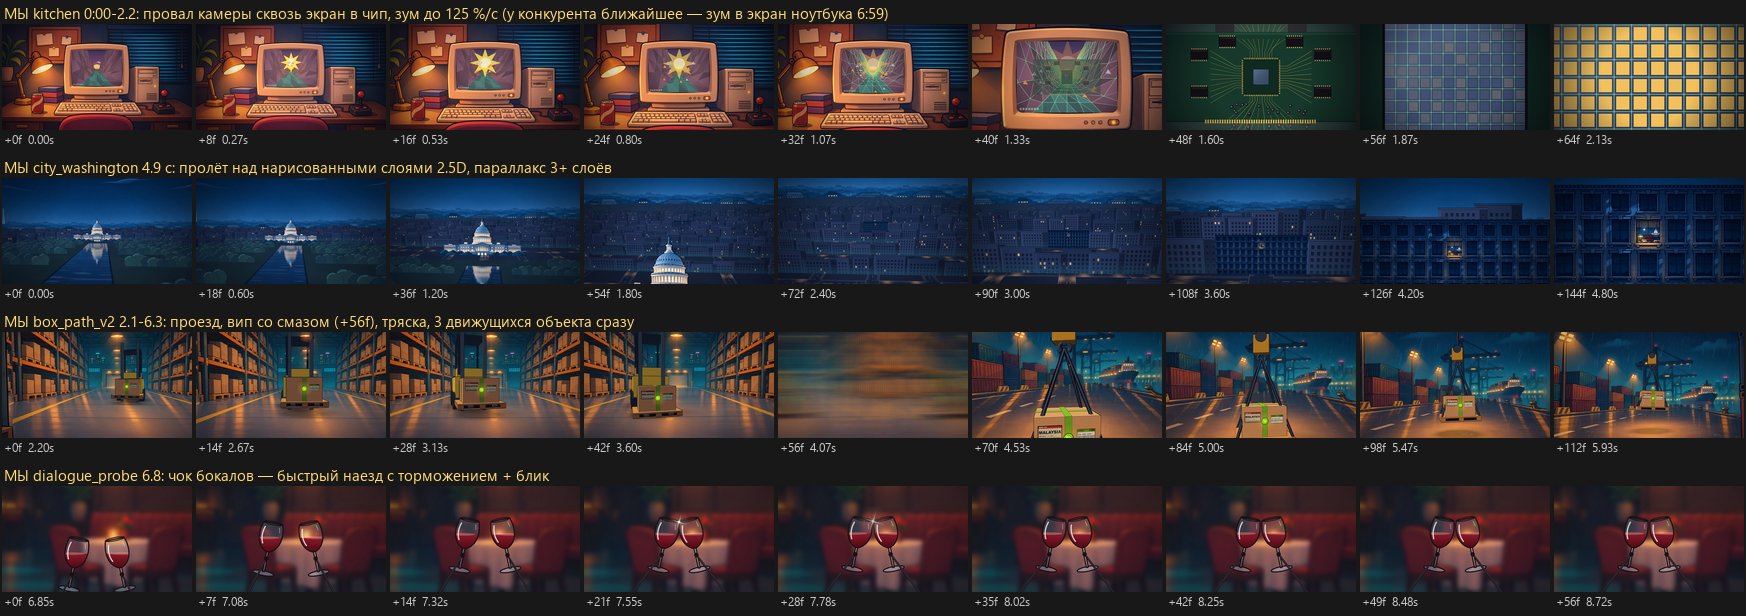 МЫ kitchen 0:00-2.2: провал камеры сквозь экран в чип, зум до 125 %/с (у конкурента ближайшее — зум в экран ноутбука 6:59)
+0f 0.00s +8f 0.27s +16f 0.53s +24f 0.80s +32f 1.07s +40f 1.33s +48f 1.60s +56f 1.87s +64f 2.13s
МЫ city_washington 4.9 с: пролёт над нарисованными слоями 2.5D, параллакс 3+ слоёв
+0f 0.00s +18f 0.60s +36f 1.20s +54f 1.80s +72f 2.40s +90f 3.00s +108f 3.60s +126f 4.20s +144f 4.80s
МЫ box_path_v2 2.1-6.3: проезд, вип со смазом (+56f), тряска, 3 движущихся объекта сразу
MALAYSIA
+0f 2.20s +14f 2.67s +28f 3.13s +42f 3.60s +56f 4.07s +70f 4.53s +84f 5.00s +98f 5.47s +112f 5.93s
МЫ dialogue_probe 6.8: чок бокалов — быстрый наезд с торможением + блик
+0f 6.85s +7f 7.08s +14f 7.32s +21f 7.55s +28f 7.78s +35f 8.02s +42f 8.25s +49f 8.48s +56f 8.72s